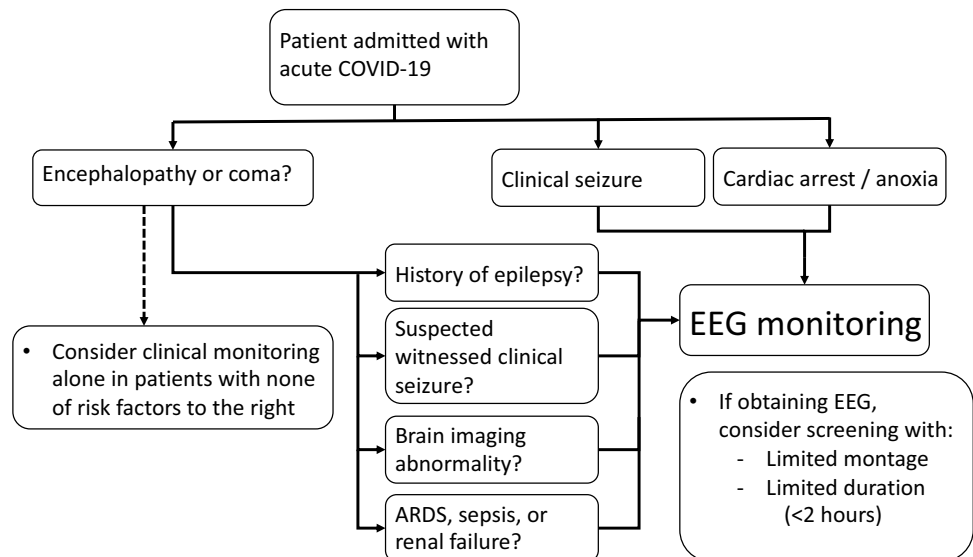 Patient admitted with
acute COVID-19
Encephalopathy or coma?
Clinical seizure
Cardiac arrest / anoxia
History of epilepsy?
Suspected
witnessed clinical
seizure?
Brain imaging
abnormality?
ARDS, sepsis, or
renal failure?
• Consider clinical monitoring
alone in patients with none
of risk factors to the right
EEG monitoring
• If obtaining EEG,
consider screening with:
- Limited montage
- Limited duration
(<2 hours)